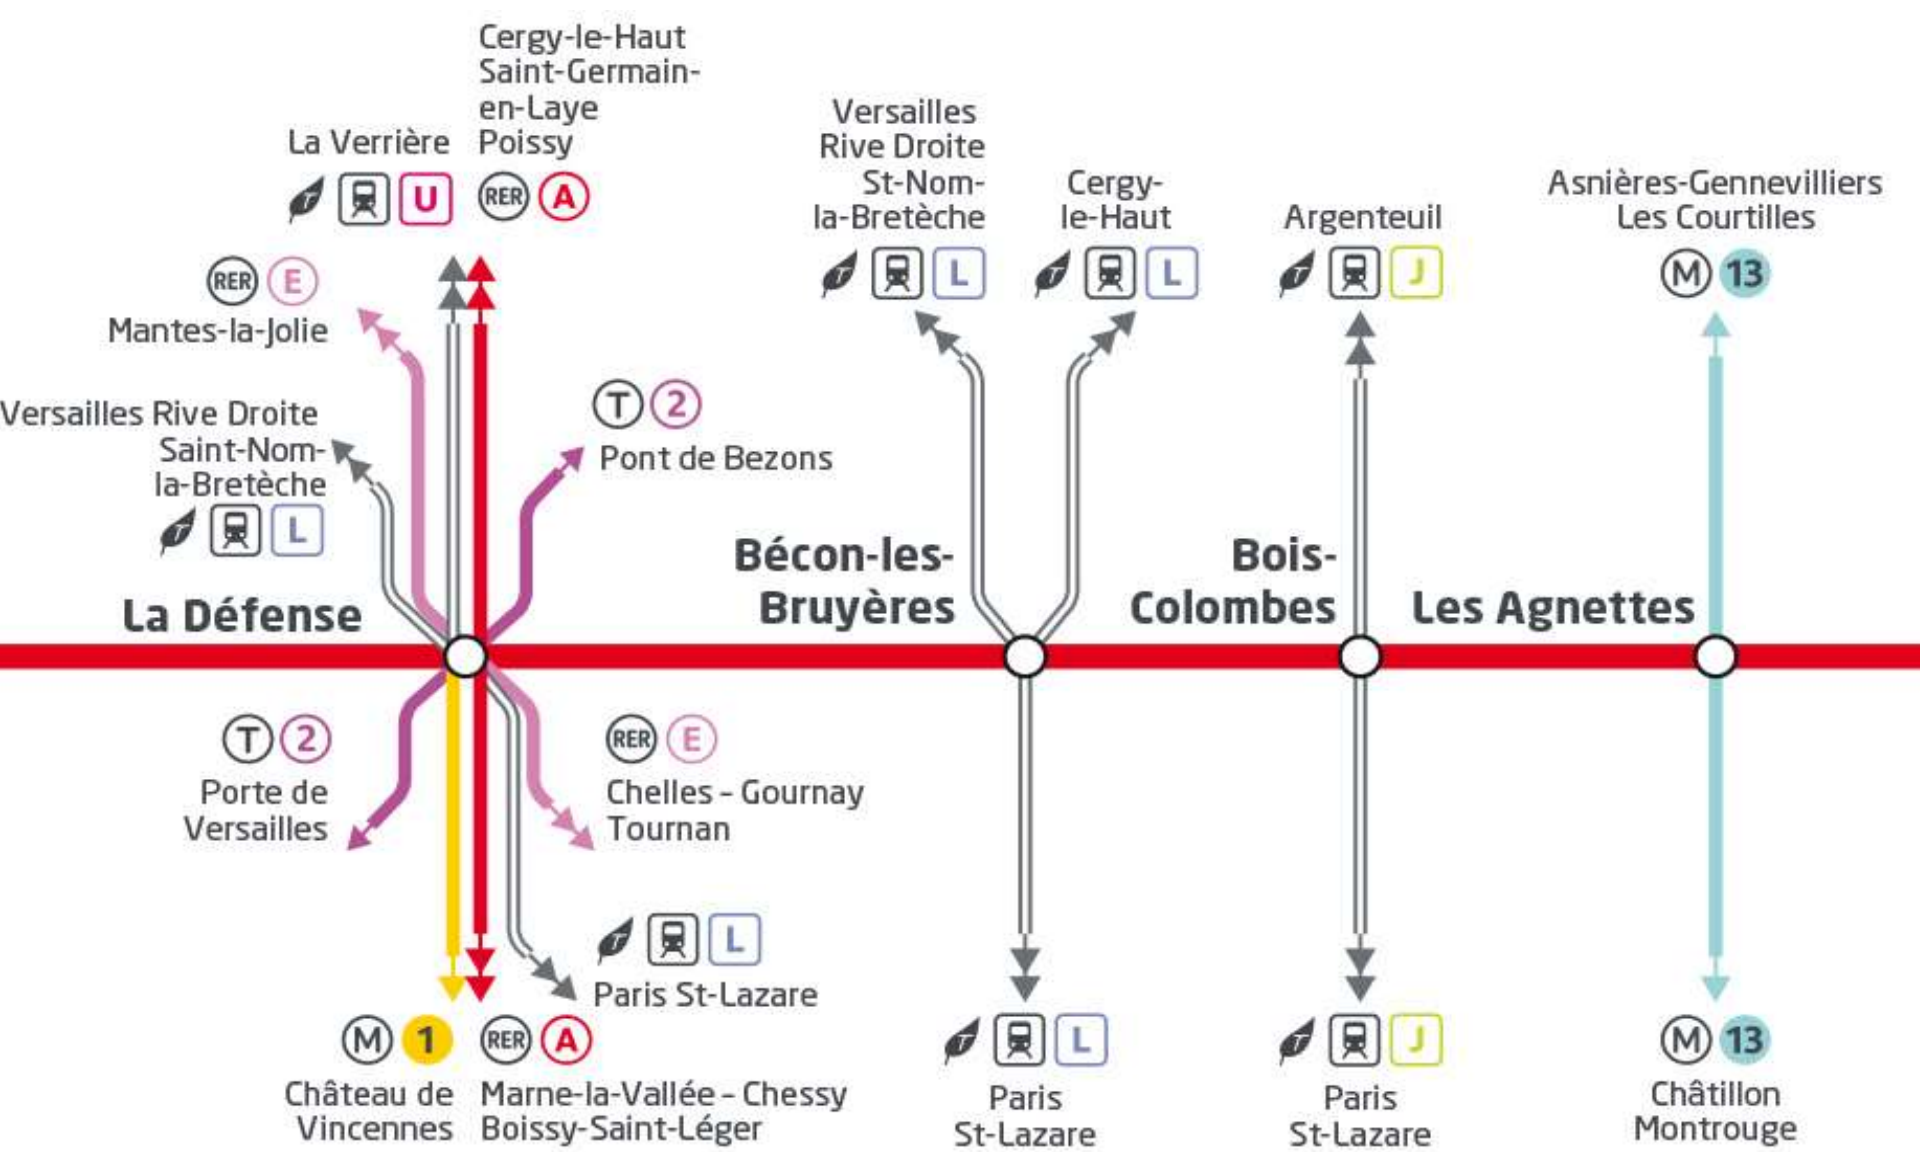 Cergy-le-Haut
Saint-Germain-
en-Laye
Poissy
RER A
La Verrière
T U
RER E
Mantes-la-Jolie
Versailles Rive Droite
Saint-Nom-
la-Bretèche
T L
T 2
Pont de Bezons
La Défense
T 2
Porte de
Versailles
RER E
Chelles – Gournay
Tournan
T L
Paris St-Lazare
M 1
Château de
Vincennes
RER A
Marne-la-Vallée – Chessy
Boissy-Saint-Léger
Versailles
Rive Droite
St-Nom-
la-Bretèche
T L
Cergy-
le-Haut
T L
Bécon-les-
Bruyères
T L
Paris
St-Lazare
Argenteuil
T J
Bois-
Colombes
T J
Paris
St-Lazare
Asnières-Gennevilliers
Les Courtilles
M 13
Les Agnettes
M 13
Châtillon
Montrouge